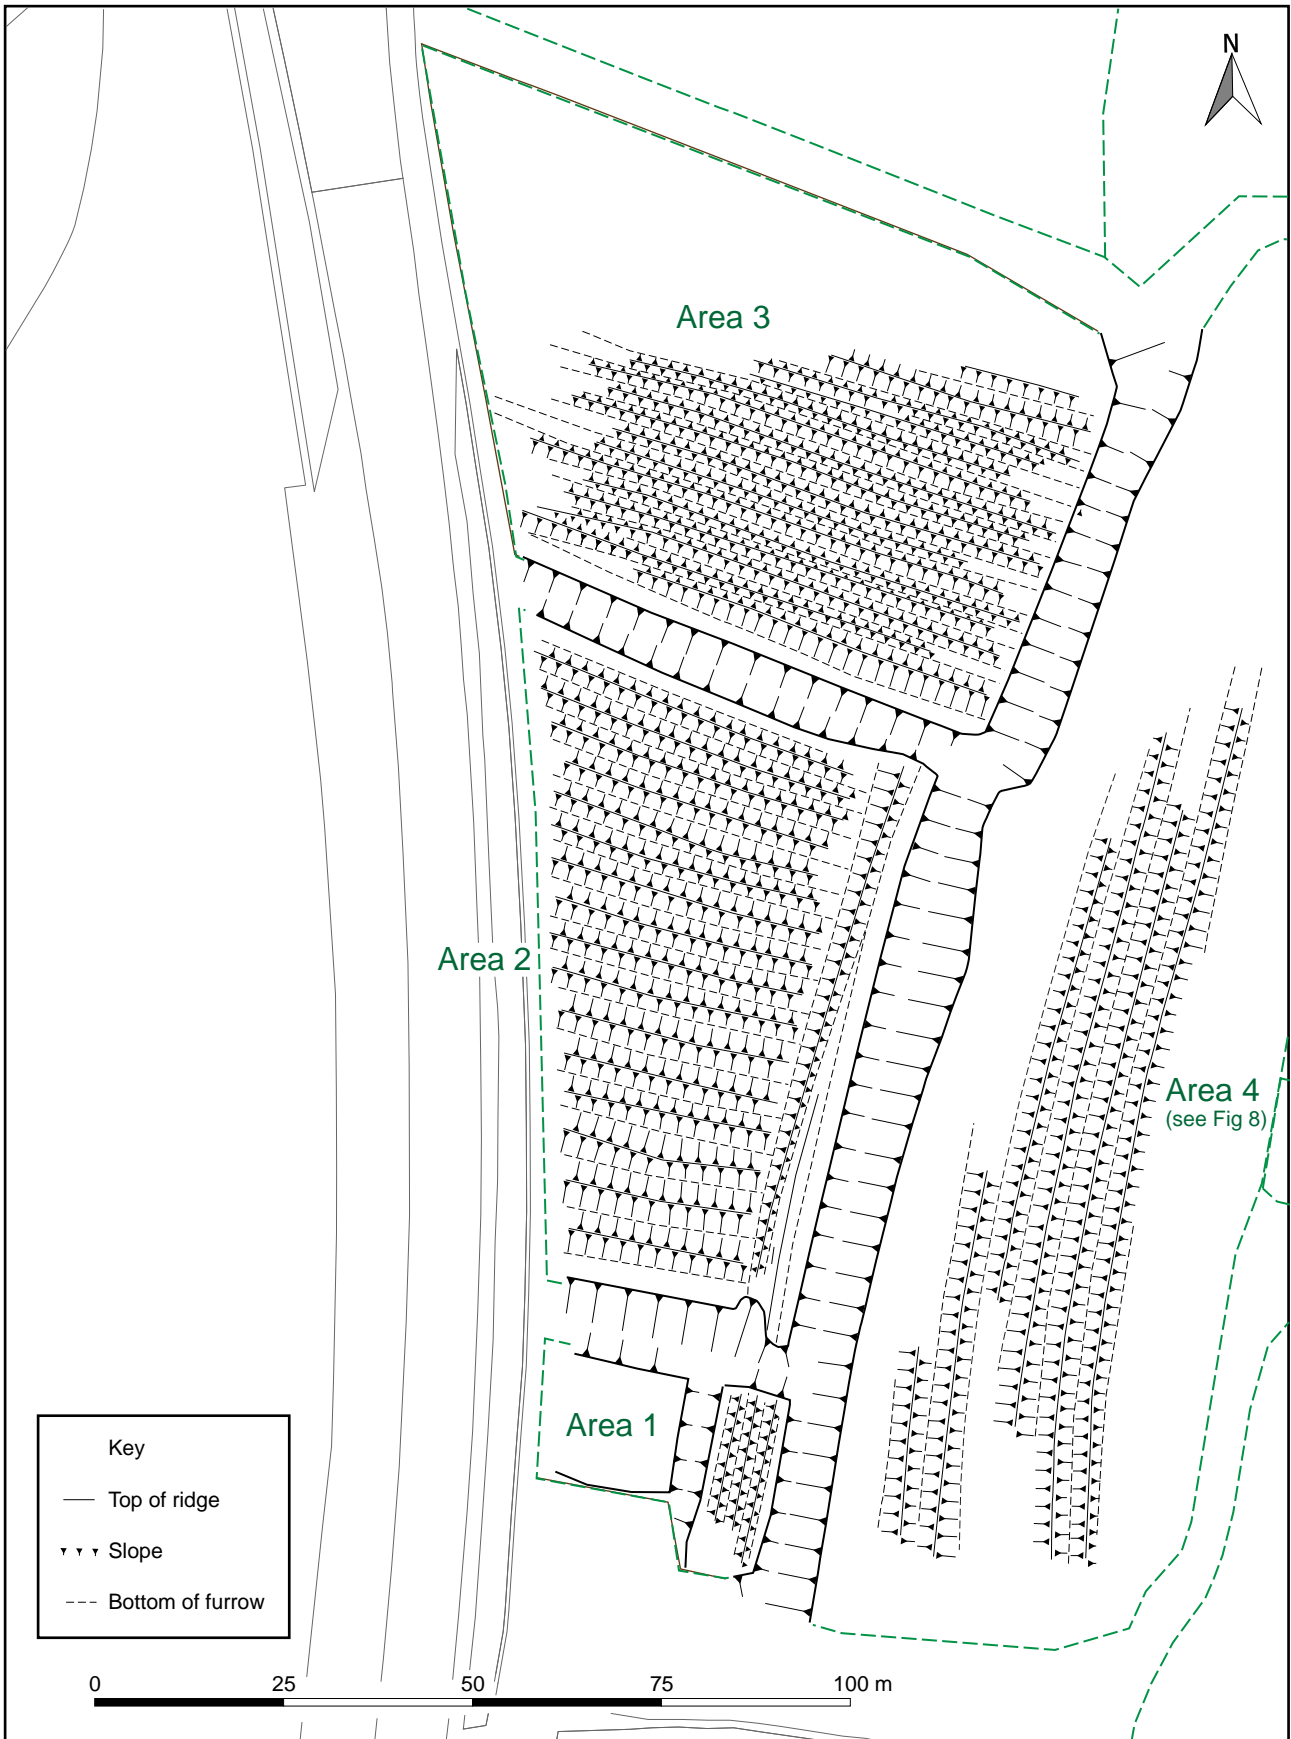 N
Area 3
Area 2
Area 4
(see Fig 8)
Area 1
Key
Top of ridge
Slope
Bottom of furrow
0 25 50 75 100 m